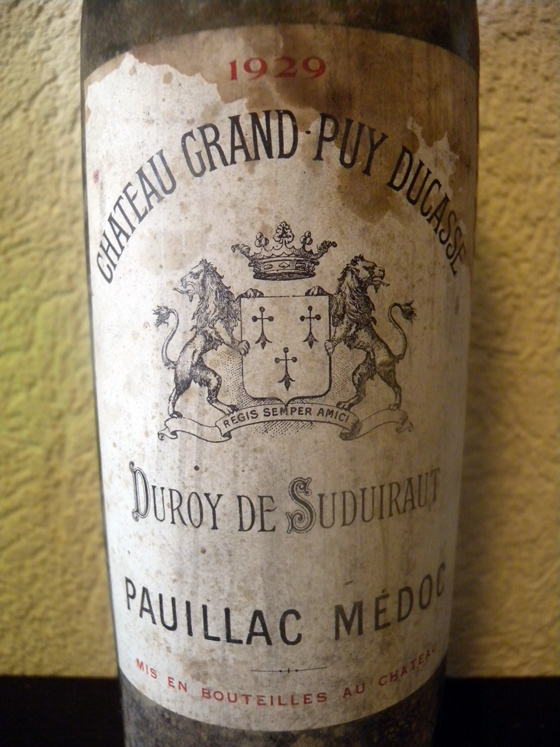 1929
CHATEAU GRAND-PUY DUCASSE
REGIS SEMPER AMICI
DUROY DE SUDUIRAUT
PAUILLAC MÉDOC
MIS EN BOUTEILLES AU CHATEAU